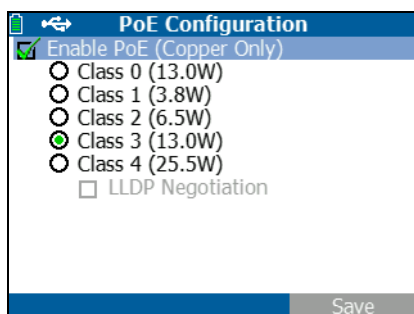 PoE Configuration
Enable PoE (Copper Only)
Class 0 (13.0W)
Class 1 (3.8W)
Class 2 (6.5W)
Class 3 (13.0W)
Class 4 (25.5W)
LLDP Negotiation
Save